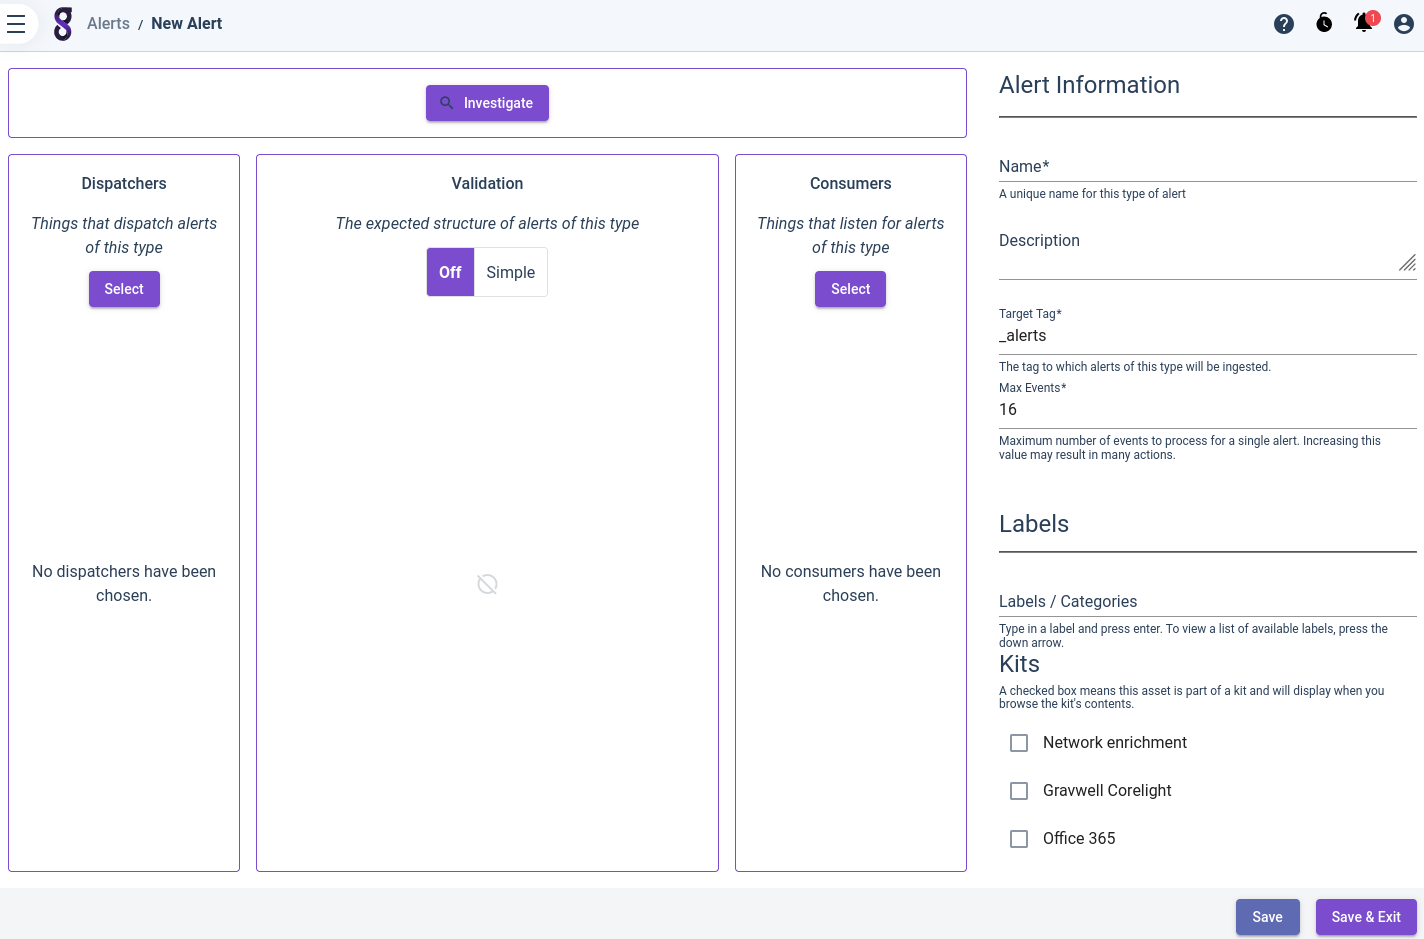 Alerts / New Alert
1
Investigate
Dispatchers
Things that dispatch alerts
of this type
Select
No dispatchers have been
chosen.
Validation
The expected structure of alerts of this type
Off Simple
Consumers
Things that listen for alerts
of this type
Select
No consumers have been
chosen.
Alert Information
Name*
A unique name for this type of alert
Description
Target Tag*
_alerts
The tag to which alerts of this type will be ingested.
Max Events*
16
Maximum number of events to process for a single alert. Increasing this
value may result in many actions.
Labels
Labels / Categories
Type in a label and press enter. To view a list of available labels, press the
down arrow.
Kits
A checked box means this asset is part of a kit and will display when you
browse the kit's contents.
Network enrichment
Gravwell Corelight
Office 365
Save
Save & Exit